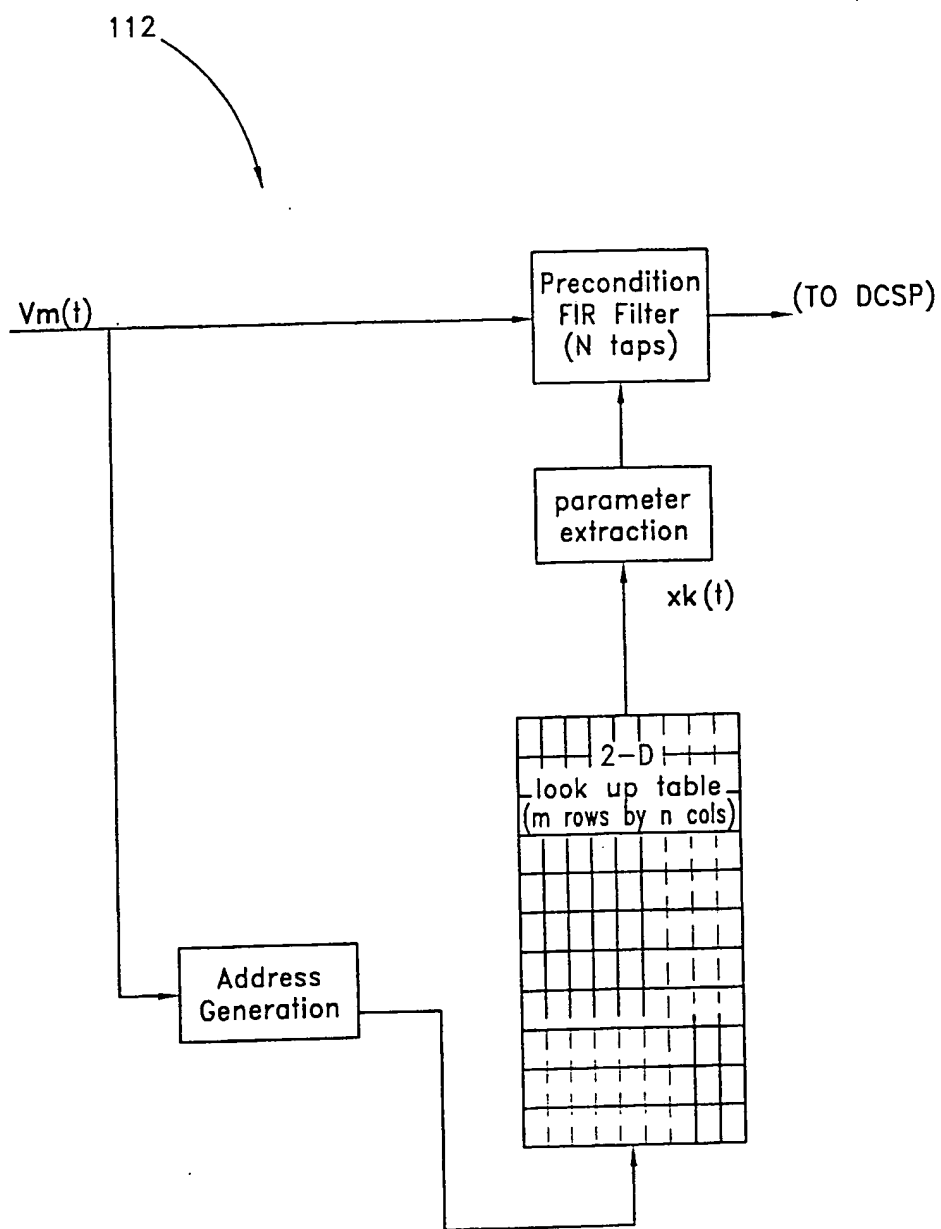 112
Vm(t)
Precondition
FIR Filter
(N taps)
(TO DCSP)
parameter
extraction
xk(t)
2-D
look up table
(m rows by n cols)
Address
Generation